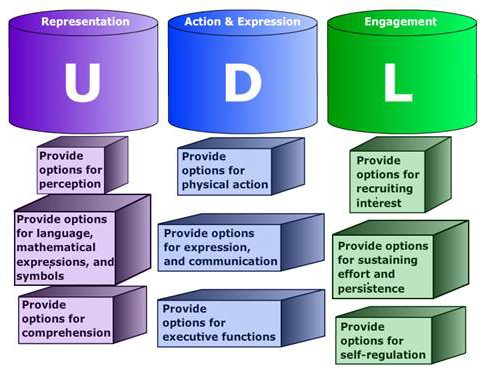 Representation
U
Provide
options for
perception
Provide options
for language,
mathematical
expressions, and
symbols
Provide
options for
comprehension
Action & Expression
D
Provide
options for
physical action
Provide options
for expression,
and communication
Provide
options for
executive functions
Engagement
L
Provide
options for
recruiting
interest
Provide options
for sustaining
effort and
persistence
Provide
options for
self-regulation